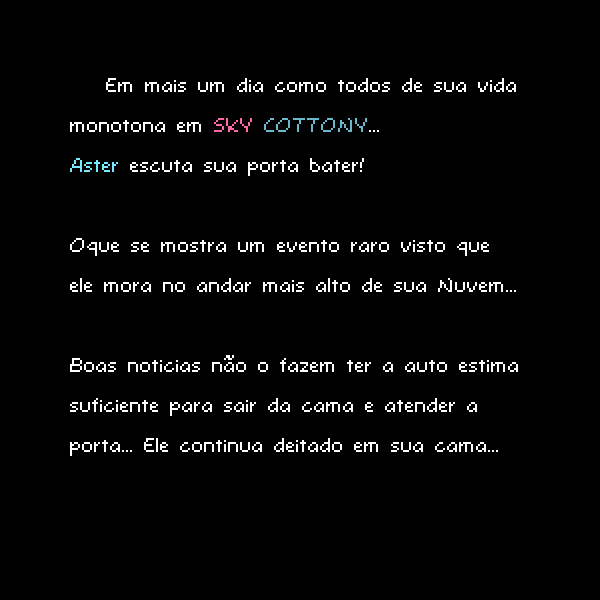 Em mais um dia como todos de sua vida
monotona em SKY COTTONY...
Aster escuta sua porta bater!
Oque se mostra um evento raro visto que
ele mora no andar mais alto de sua Nuvem...
Boas noticias não o fazem ter a auto estima
suficiente para sair da cama e atender a
porta... Ele continua deitado em sua cama...